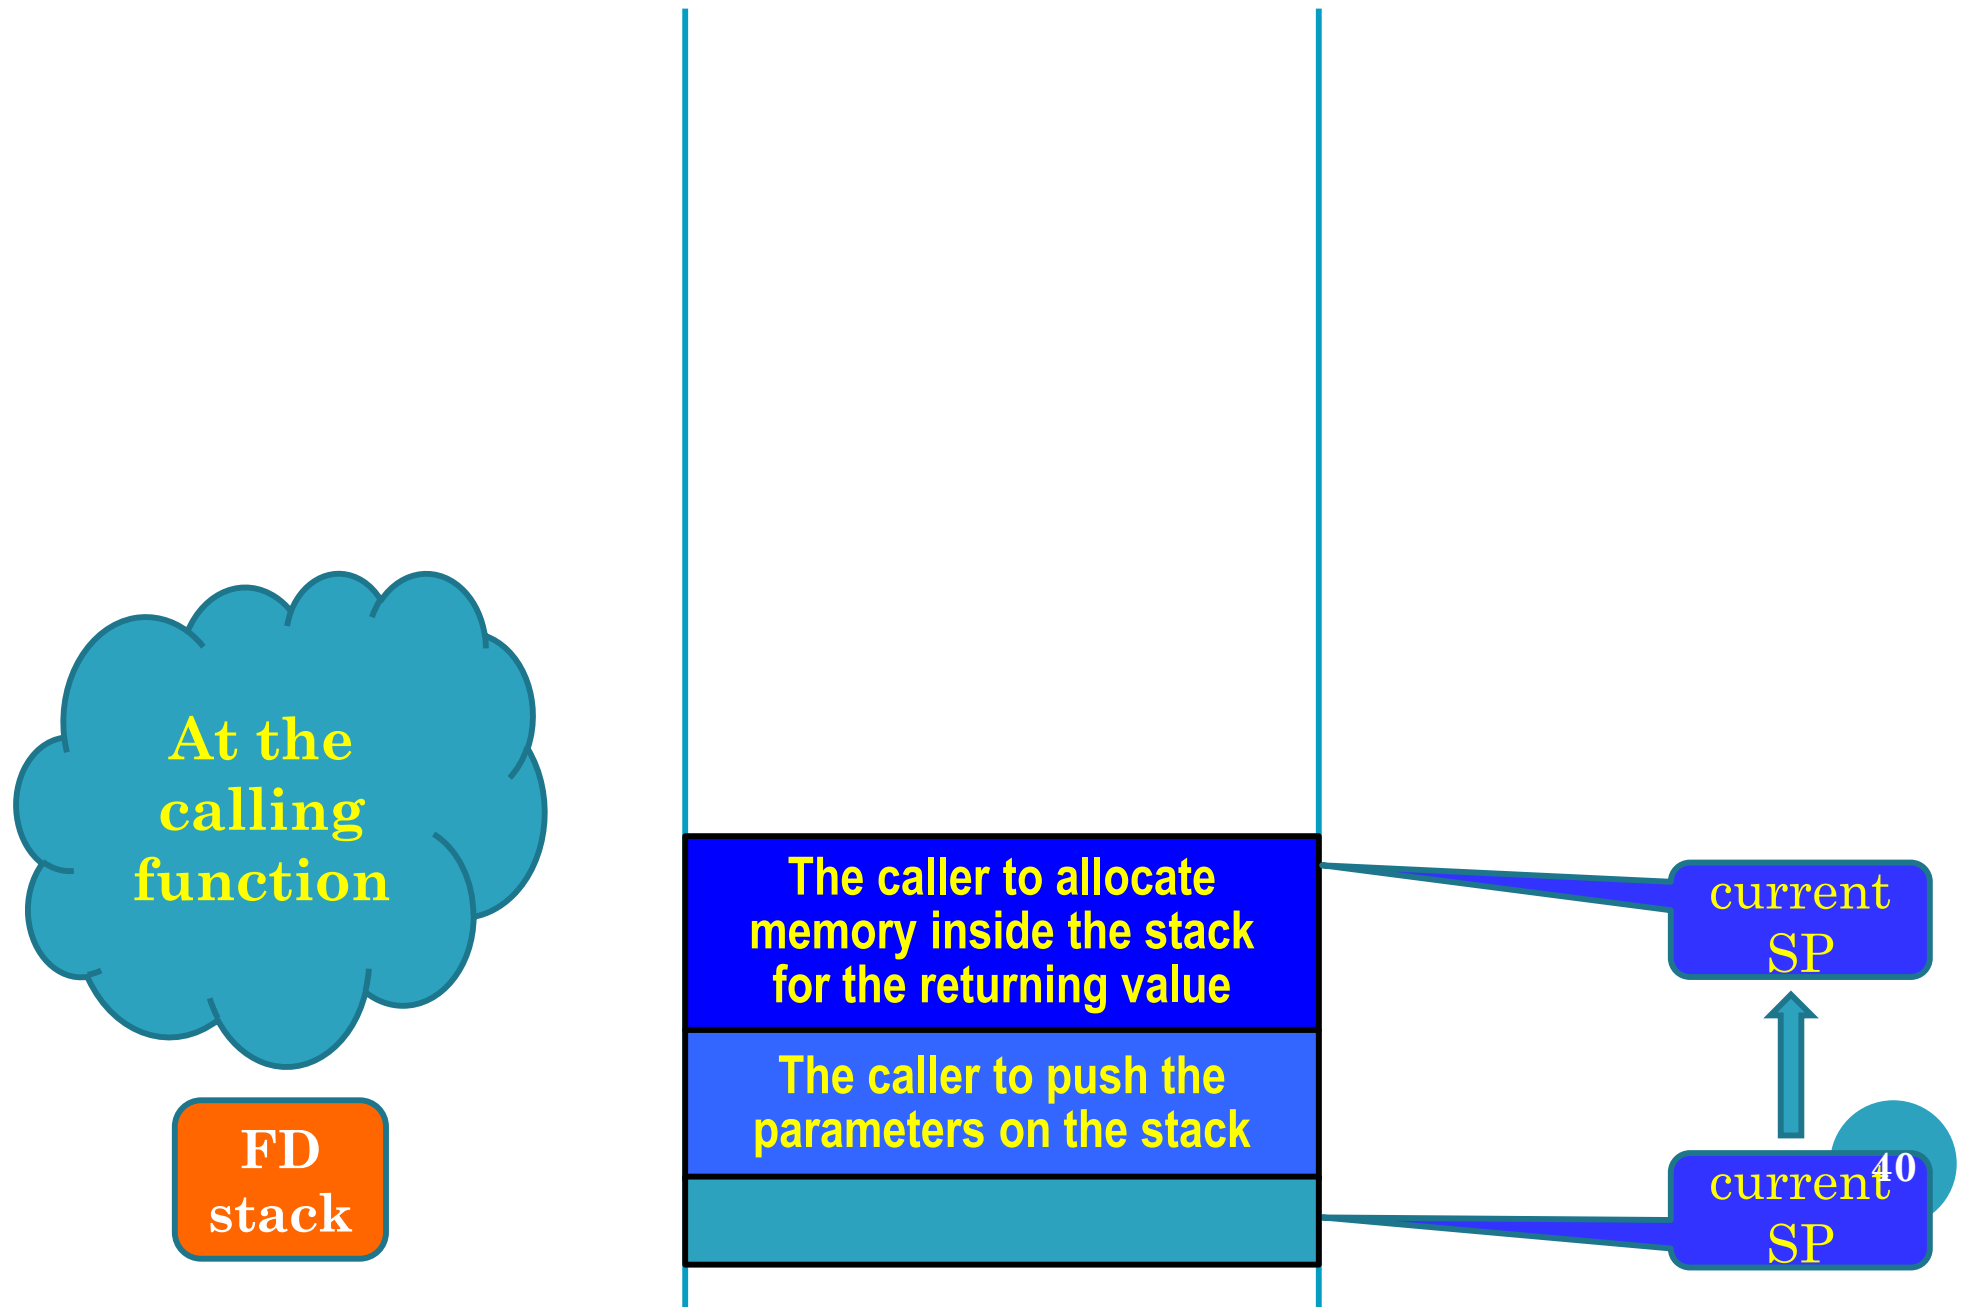 At the
calling
function
The caller to allocate
memory inside the stack
for the returning value
The caller to push the
parameters on the stack
current
SP
FD
stack
current
SP
40